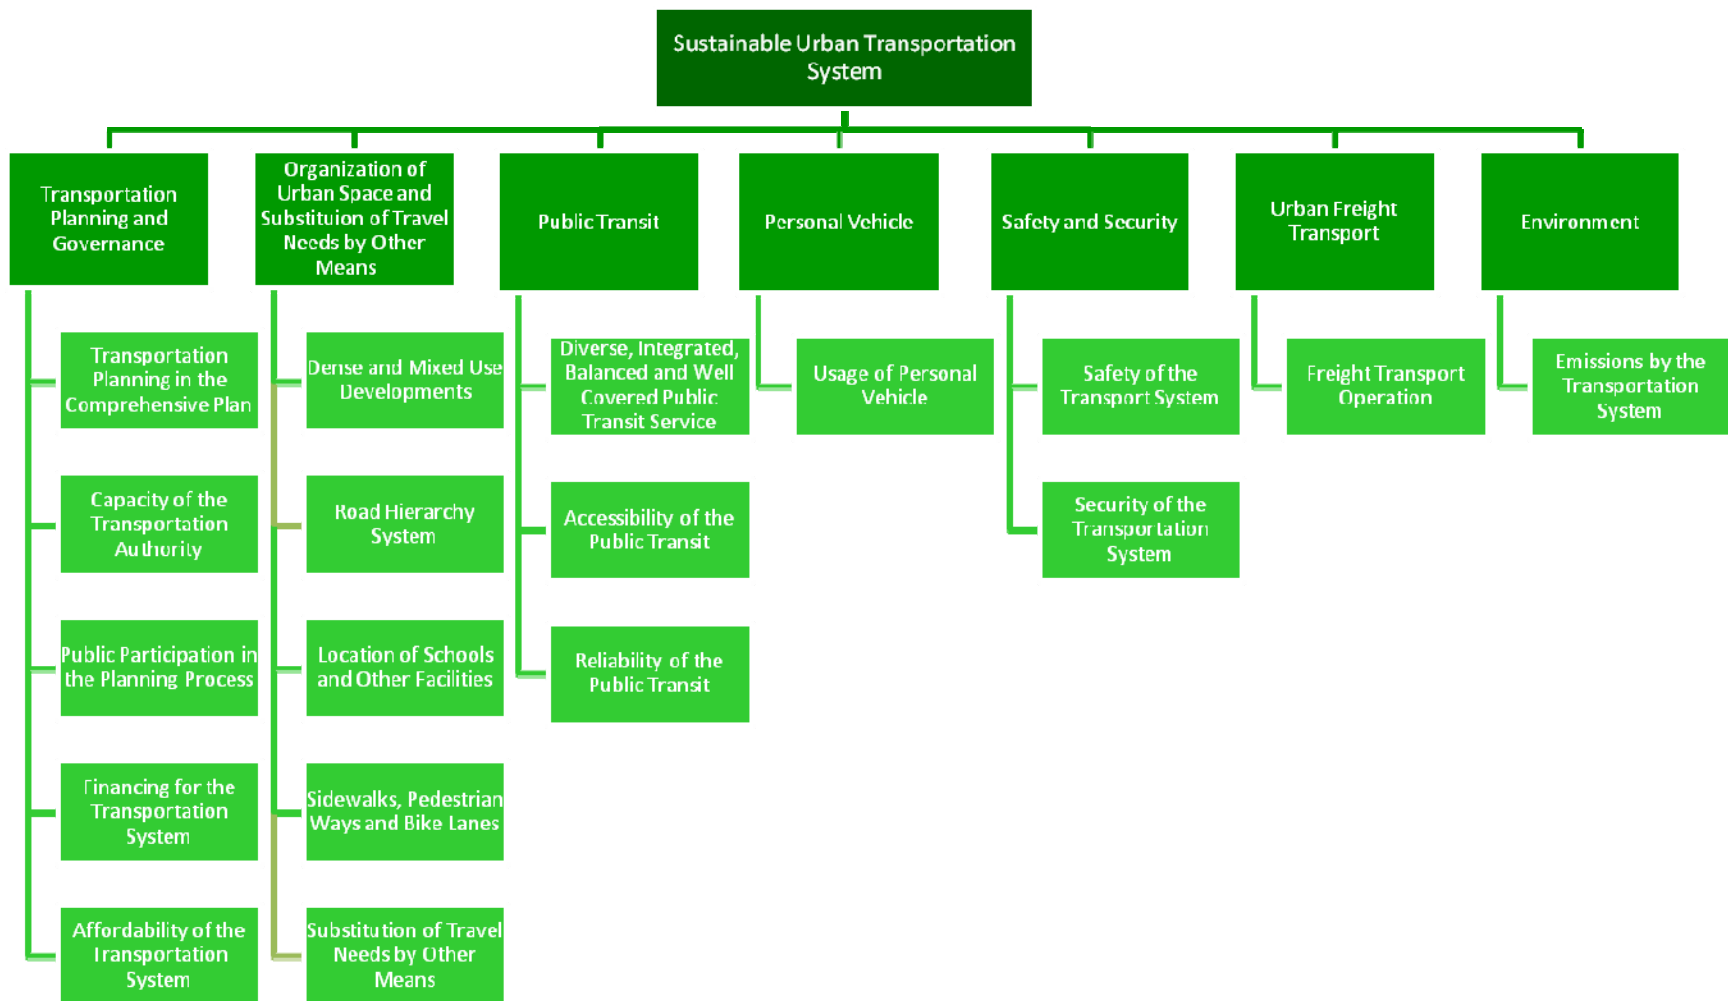 Sustainable Urban Transportation
System
Transportation
Planning and
Governance
Organization of
Urban Space and
Substituion of Travel
Needs by Other
Means
Public Transit
Personal Vehicle
Safety and Security
Urban Freight
Transport
Environment
Transportation
Planning in the
Comprehensive Plan
Capacity of the
Transportation
Authority
Public Participation in
the Planning Process
Financing for the
Transportation
System
Affordability of the
Transportation
System
Dense and Mixed Use
Developments
Road Hierarchy
System
Location of Schools
and Other Facilities
Sidewalks, Pedestrian
Ways and Bike Lanes
Substitution of Travel
Needs by Other
Means
Diverse, Integrated,
Balanced and Well
Covered Public
Transit Service
Accessibility of the
Public Transit
Reliability of the
Public Transit
Usage of Personal
Vehicle
Safety of the
Transport System
Security of the
Transportation
System
Freight Transport
Operation
Emissions by the
Transportation
System